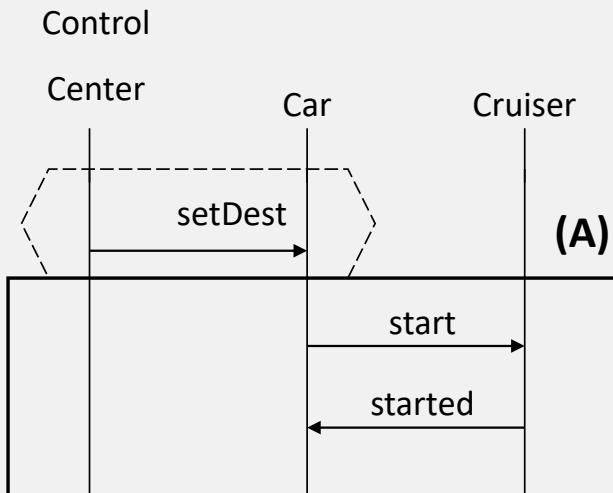 Control
Center
Car
Cruiser
setDest
(A)
start
started